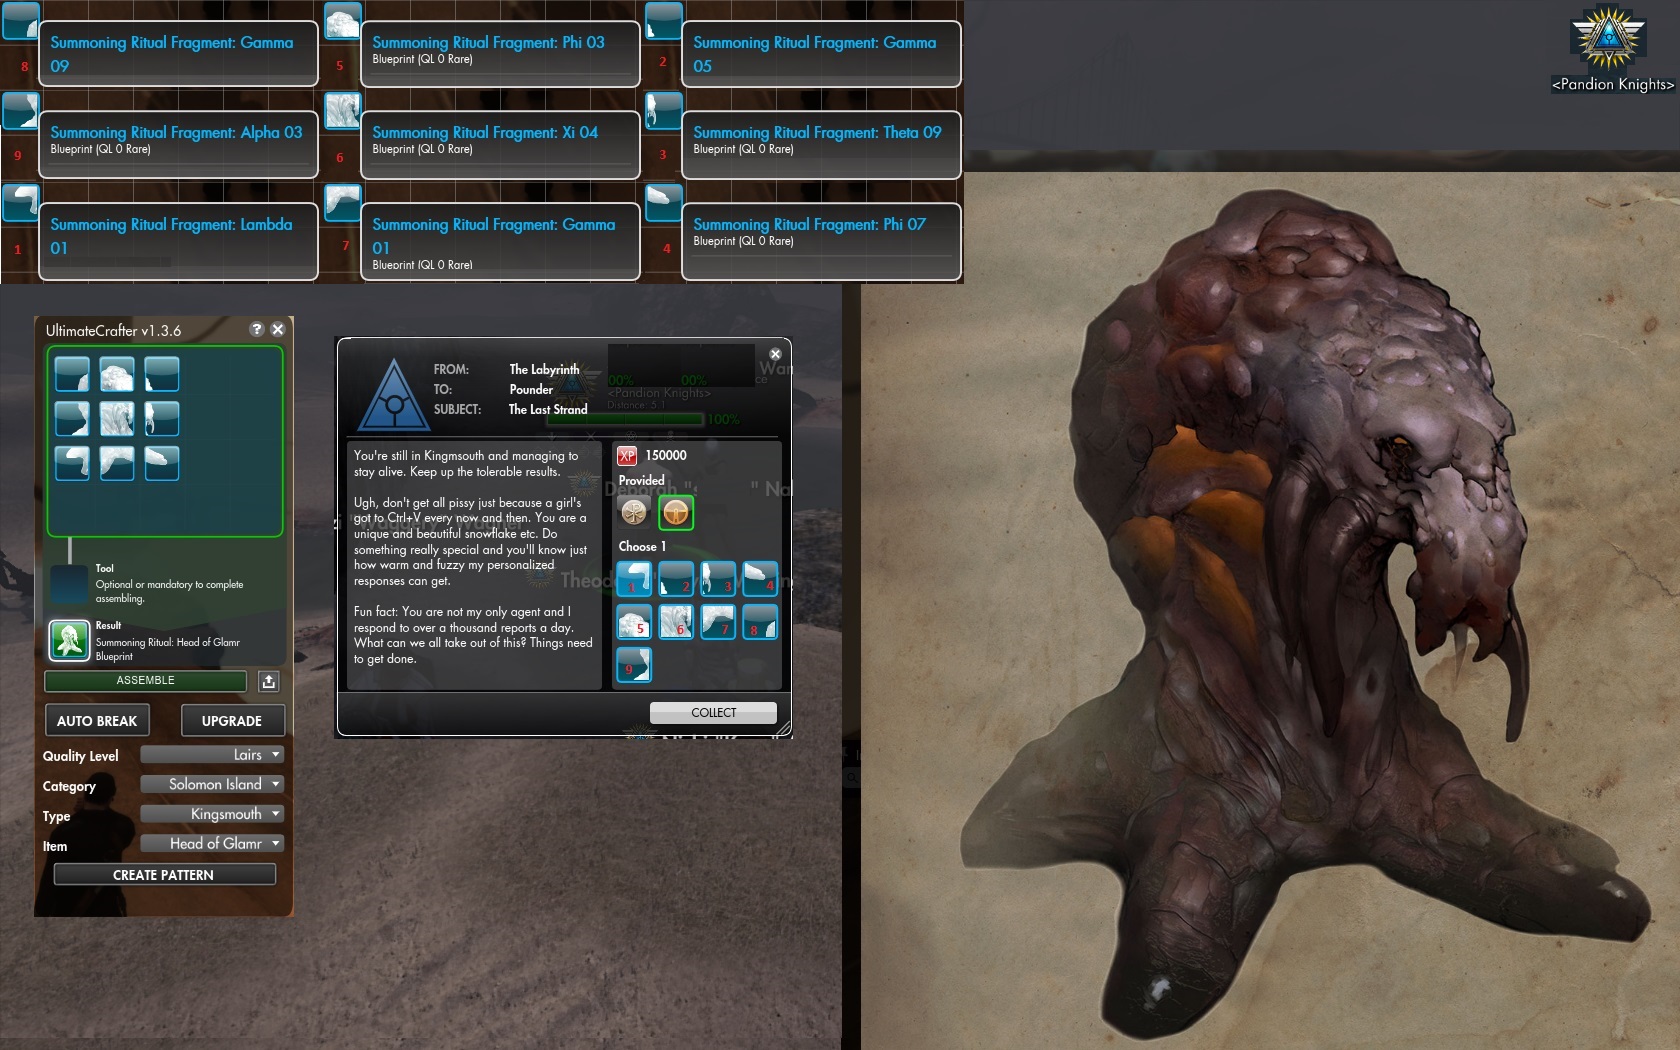 Summoning Ritual Fragment: Gamma
09
8
Summoning Ritual Fragment: Phi 03
Blueprint (QL 0 Rare)
5
Summoning Ritual Fragment: Gamma
05
2
Summoning Ritual Fragment: Alpha 03
Blueprint (QL 0 Rare)
9
Summoning Ritual Fragment: Xi 04
Blueprint (QL 0 Rare)
6
Summoning Ritual Fragment: Theta 09
Blueprint (QL 0 Rare)
3
Summoning Ritual Fragment: Lambda
01
1
Summoning Ritual Fragment: Gamma
01
Blueprint (QL 0 Rare)
7
Summoning Ritual Fragment: Phi 07
Blueprint (QL 0 Rare)
4
<Pandion Knights>
UltimateCrafter v1.3.6
?
Tool
Optional or mandatory to complete
assembling.
Result
Summoning Ritual: Head of Glamr
Blueprint
ASSEMBLE
AUTO BREAK
UPGRADE
Quality Level
Lairs
Category
Solomon Island
Type
Kingsmouth
Item
Head of Glamr
CREATE PATTERN
FROM: The Labyrinth
TO: Pounder
SUBJECT: The Last Strand
00%
00%
<Pandion Knights>
Distance: 5.1
100%
You're still in Kingmsouth and managing to
stay alive. Keep up the tolerable results.
Ugh, don't get all pissy just because a girl's
got to Ctrl+V every now and then. You are a
unique and beautiful snowflake etc. Do
something really special and you'll know just
how warm and fuzzy my personalized
responses can get.
Fun fact: You are not my only agent and I
respond to over a thousand reports a day.
What can we all take out of this? Things need
to get done.
XP 150000
Provided
Choose 1
1
2
3
4
5
6
7
8
9
COLLECT